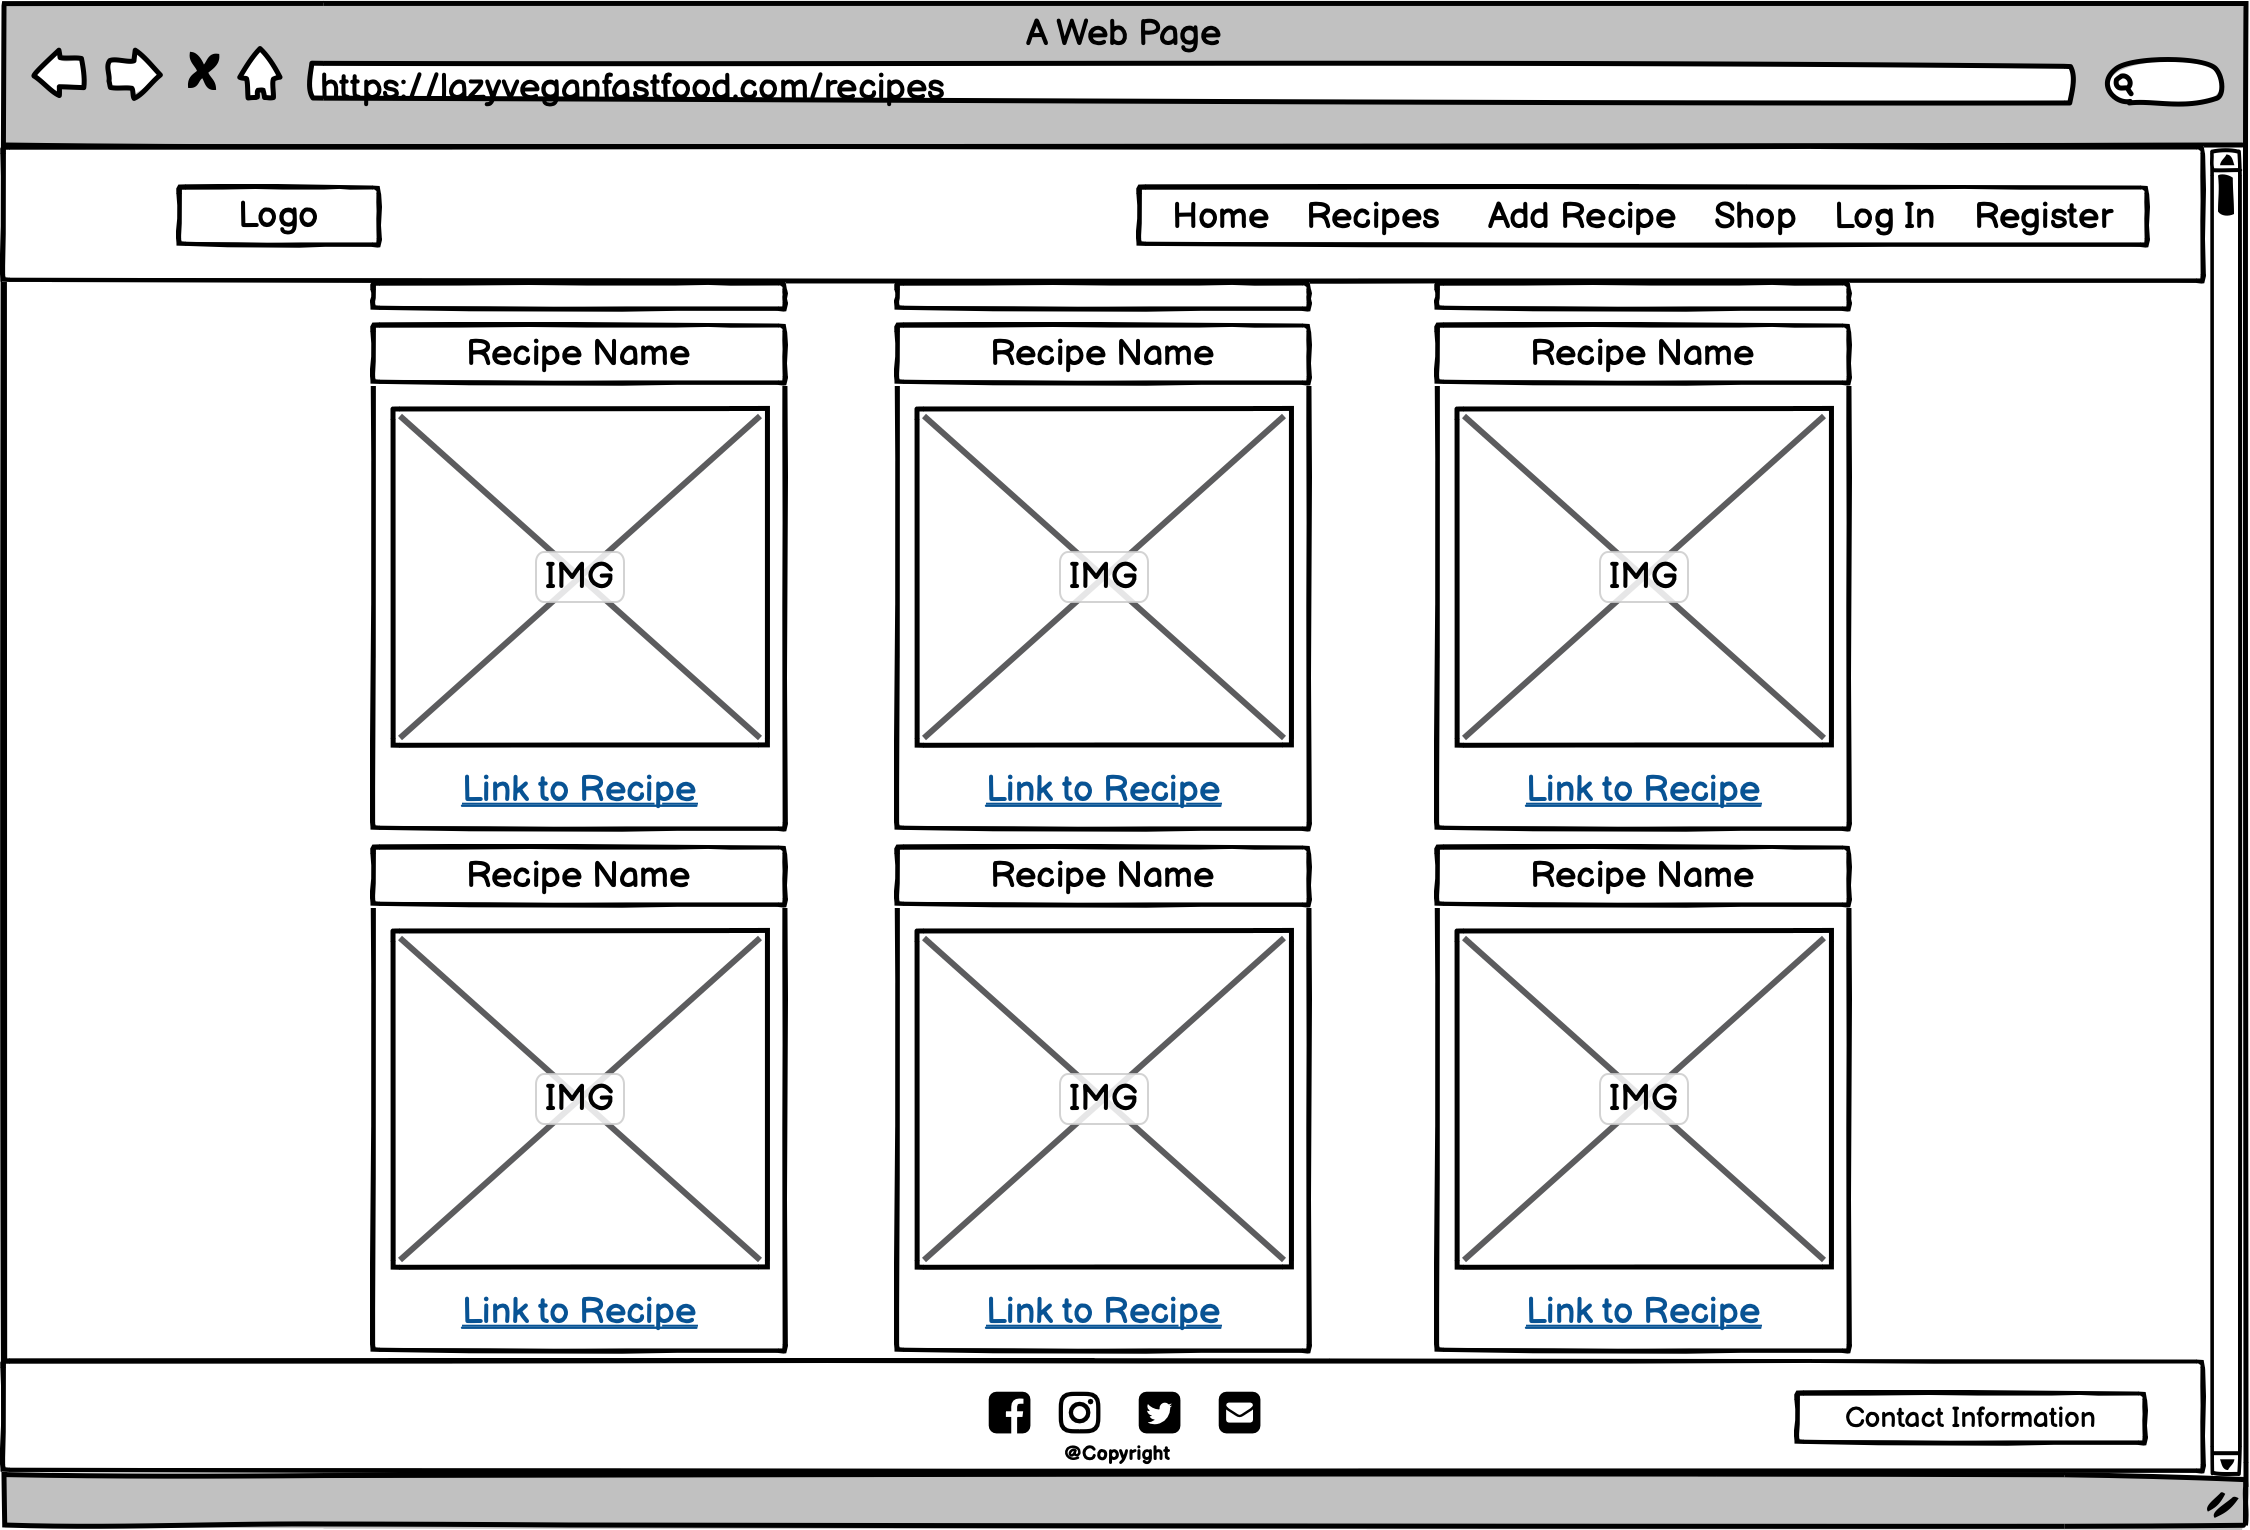 A Web Page
https://lazyveganfastfood.com/recipes
Logo
Home Recipes Add Recipe Shop Log In Register
Recipe Name Recipe Name Recipe Name
IMG IMG IMG
Link to Recipe Link to Recipe Link to Recipe
Recipe Name Recipe Name Recipe Name
IMG IMG IMG
Link to Recipe Link to Recipe Link to Recipe
Contact Information
@Copyright